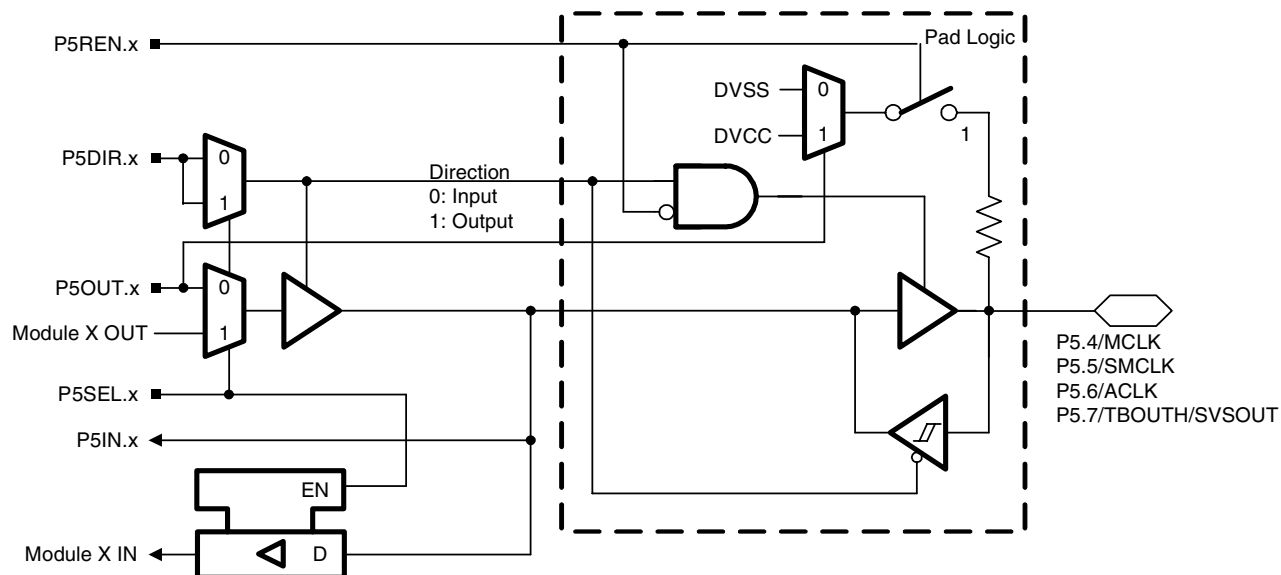 P5REN.x
Pad Logic
DVSS
0
DVCC
1
1
P5DIR.x
0
1
Direction
0: Input
1: Output
P5OUT.x
0
Module X OUT
1
P5.4/MCLK
P5.5/SMCLK
P5.6/ACLK
P5.7/TBOUTH/SVSOUT
P5SEL.x
P5IN.x
EN
Module X IN
D